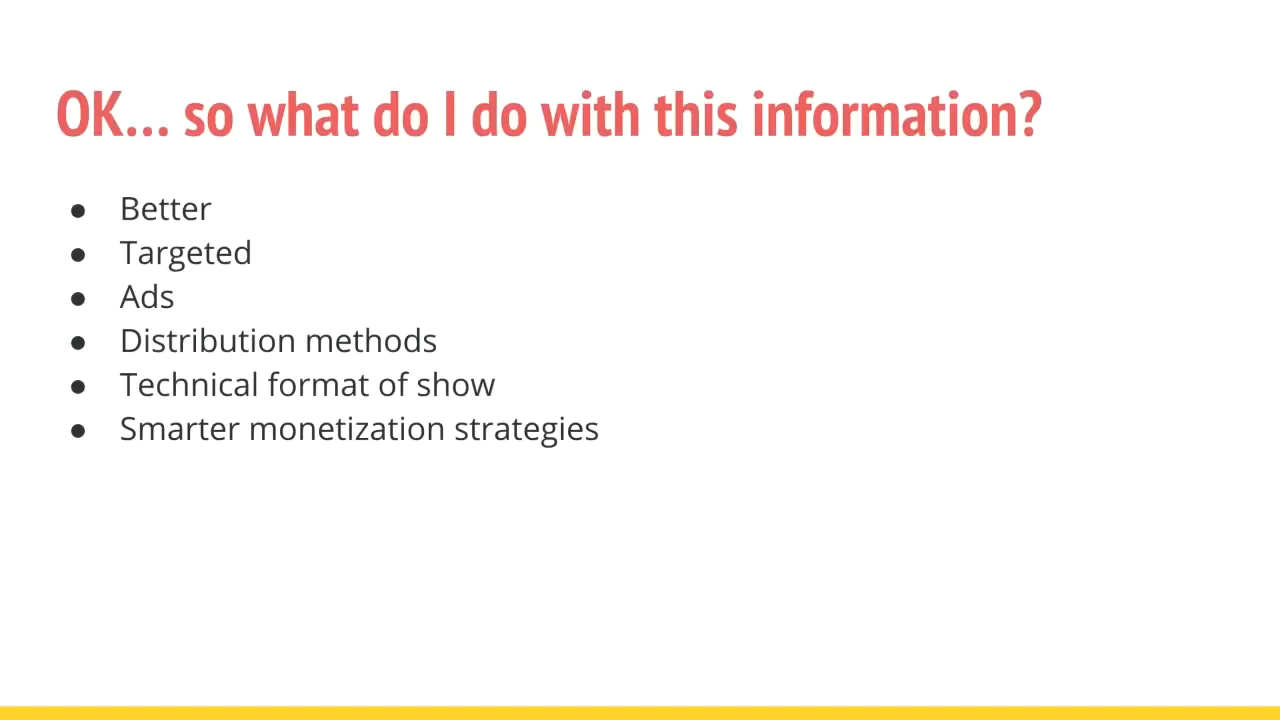 OK... so what do I do with this information?
● Better
● Targeted
● Ads
● Distribution methods
● Technical format of show
● Smarter monetization strategies